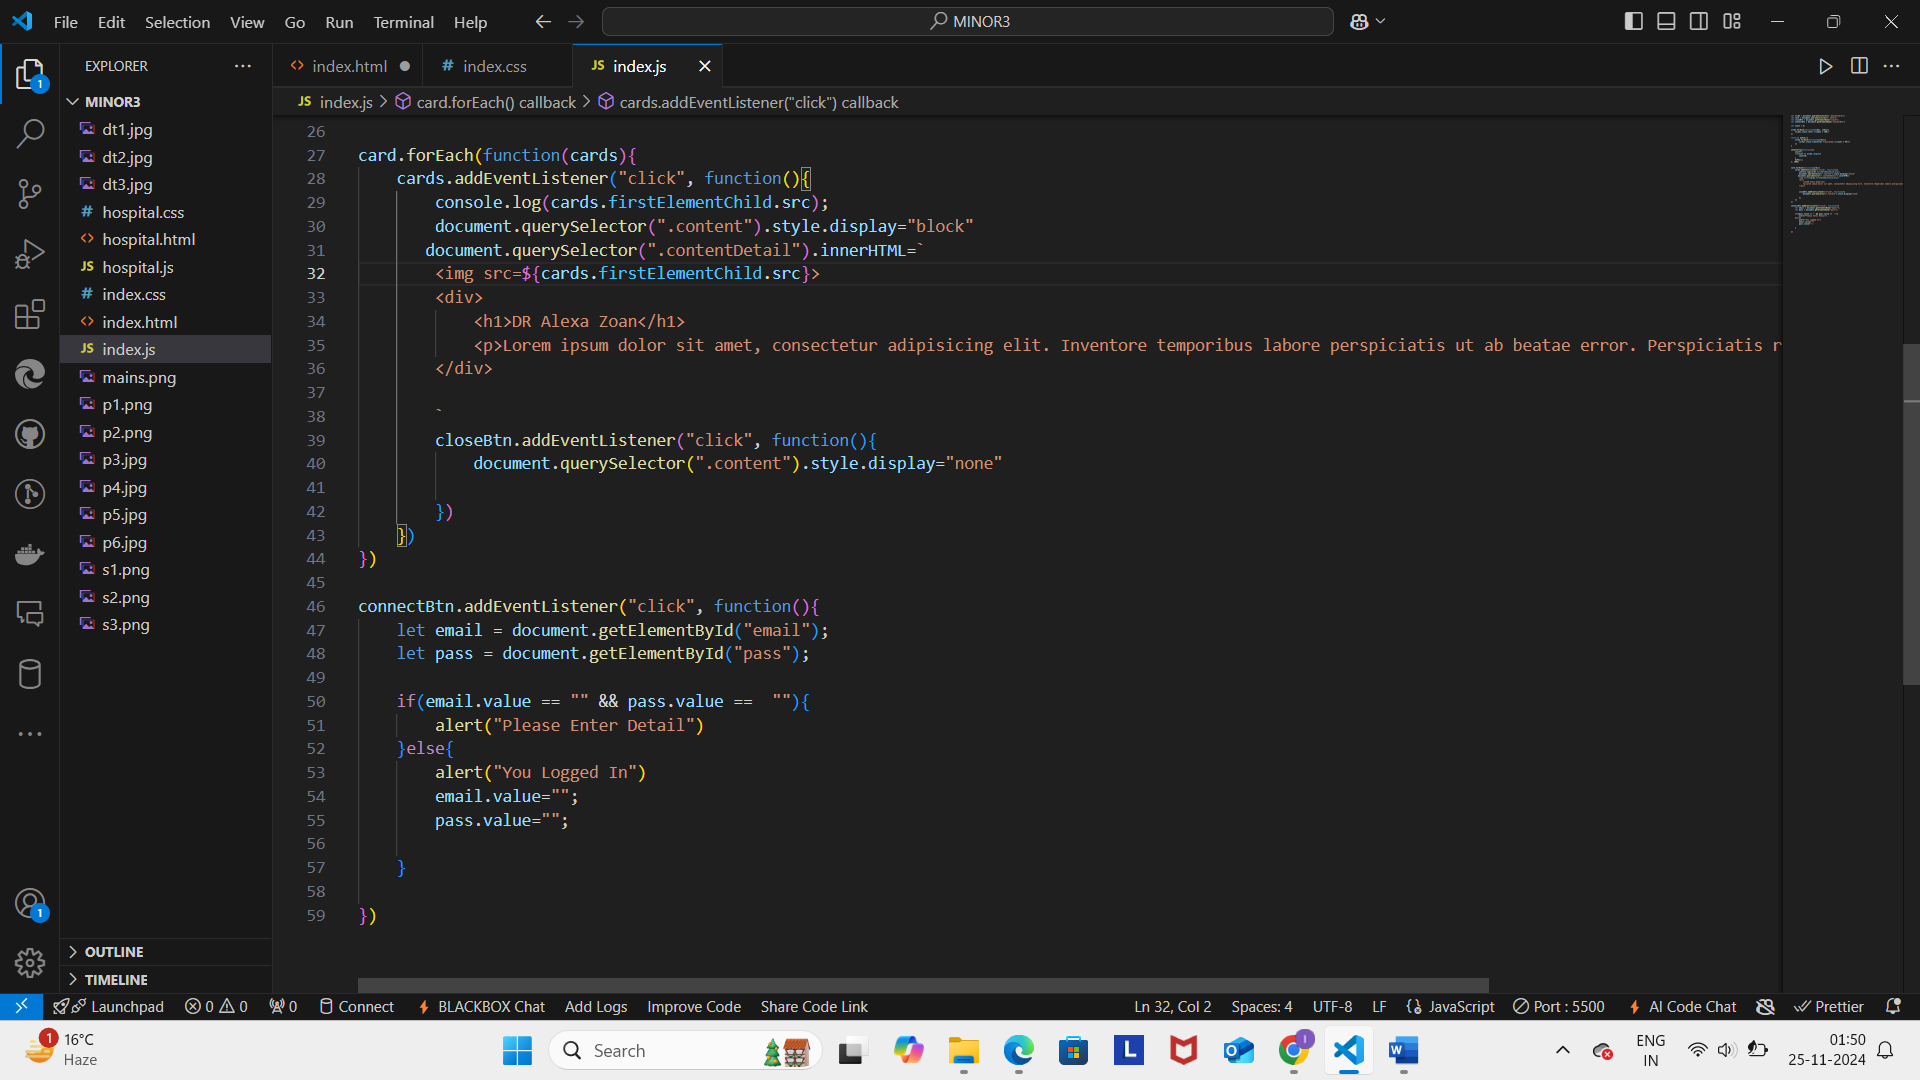 File Edit Selection View Go Run Terminal Help
MINOR3
EXPLORER
index.html
# index.css
JS index.js
JS index.js > card.forEach() callback > cards.addEventListener("click") callback
MINOR3
dt1.jpg
dt2.jpg
dt3.jpg
# hospital.css
<> hospital.html
JS hospital.js
# index.css
<> index.html
JS index.js
mains.png
p1.png
p2.png
p3.jpg
p4.jpg
p5.jpg
p6.jpg
s1.png
s2.png
s3.png
OUTLINE
TIMELINE
26
27 card.forEach(function(cards){
28 cards.addEventListener("click", function(){
29 console.log(cards.firstElementChild.src);
30 document.querySelector(".content").style.display="block"
31 document.querySelector(".contentDetail").innerHTML=`
32 <img src=${cards.firstElementChild.src}>
33 <div>
34 <h1>DR Alexa Zoan</h1>
35 <p>Lorem ipsum dolor sit amet, consectetur adipisicing elit. Inventore temporibus labore perspiciatis ut ab beatae error. Perspiciatis r
36 </div>
37
38 `
39 closeBtn.addEventListener("click", function(){
40 document.querySelector(".content").style.display="none"
41
42 })
43 })
44 })
45
46 connectBtn.addEventListener("click", function(){
47 let email = document.getElementById("email");
48 let pass = document.getElementById("pass");
49
50 if(email.value == "" && pass.value ==  ""){
51 alert("Please Enter Detail")
52 }else{
53 alert("You Logged In")
54 email.value="";
55 pass.value="";
56
57 }
58
59 })
Launchpad 0 0 0 Connect BLACKBOX Chat Add Logs Improve Code Share Code Link Ln 32, Col 2 Spaces: 4 UTF-8 LF {} JavaScript Port : 5500 AI Code Chat Prettier
1 16°C
Haze
Search
ENG
IN
01:50
25-11-2024